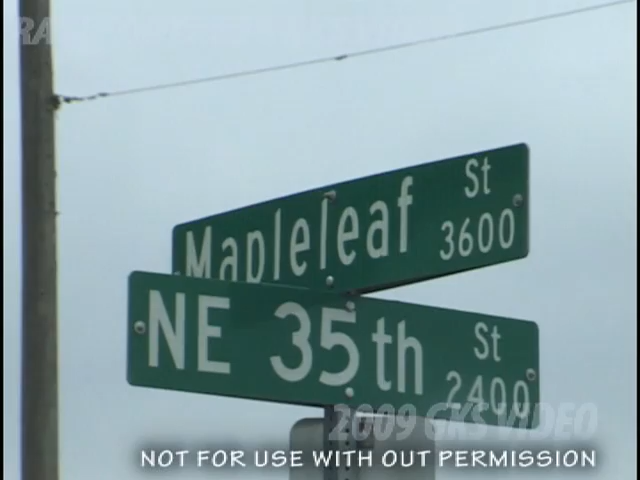 Mapleleaf St
3600
NE 35th St
2400
2009 GKS VIDEO
NOT FOR USE WITH OUT PERMISSION